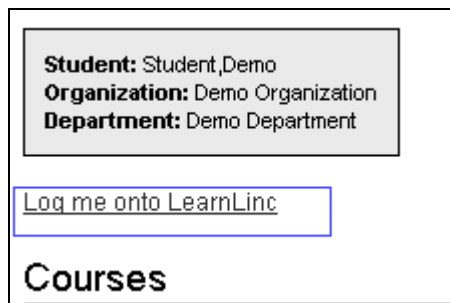 Student: Student,Demo
Organization: Demo Organization
Department: Demo Department
Log me onto LearnLinc
Courses